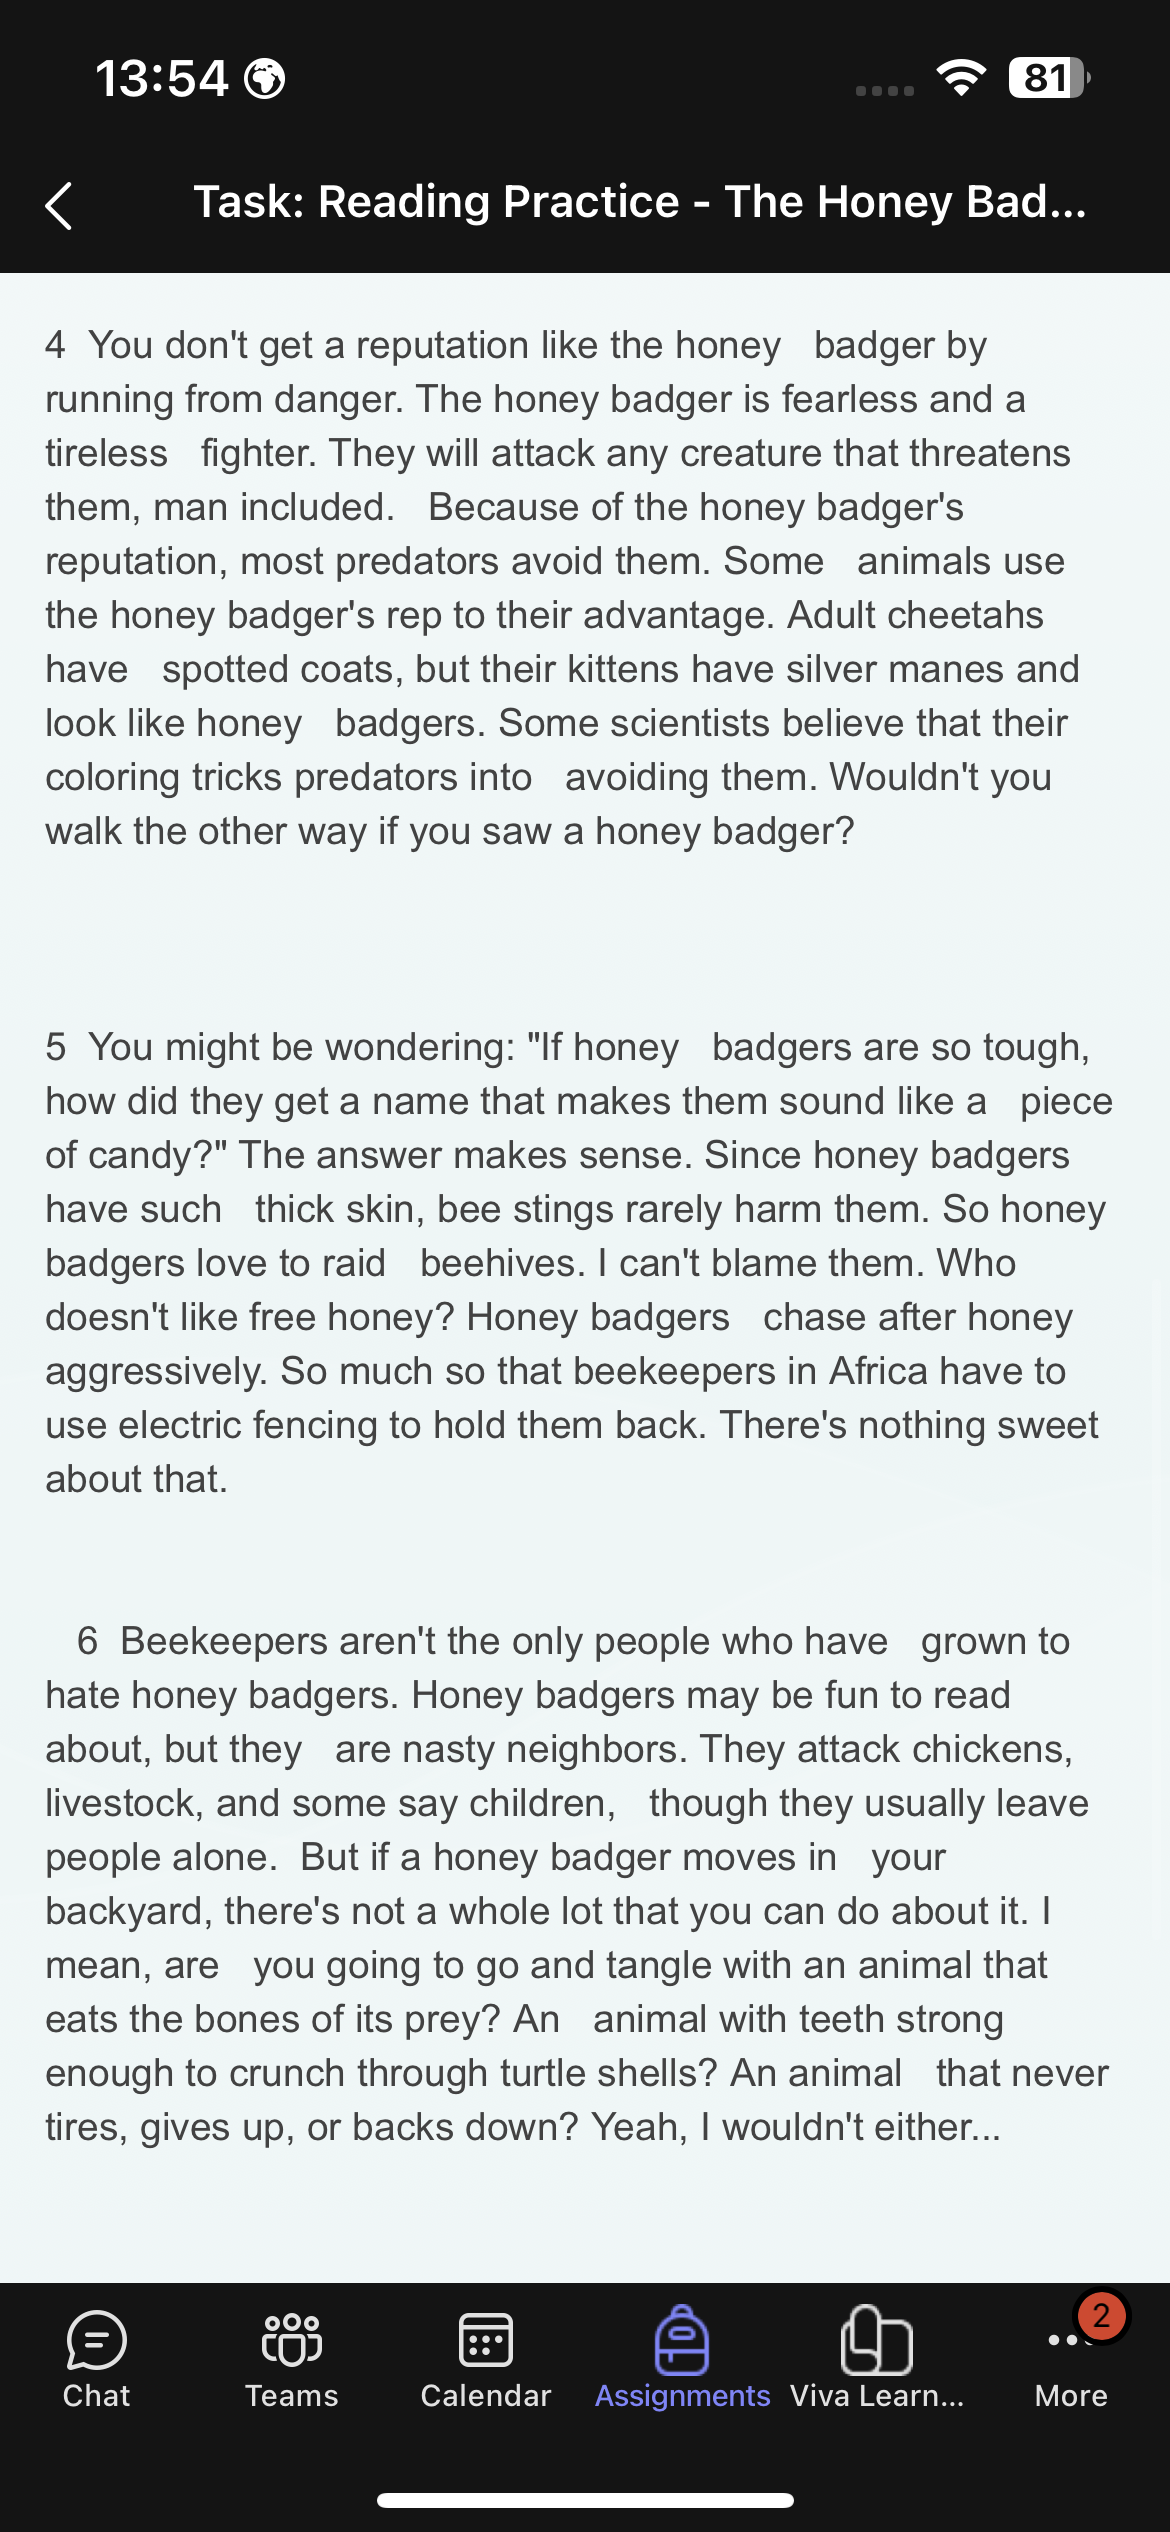 13:54
81
Task: Reading Practice - The Honey Bad...
4 You don't get a reputation like the honey badger by
running from danger. The honey badger is fearless and a
tireless fighter. They will attack any creature that threatens
them, man included. Because of the honey badger's
reputation, most predators avoid them. Some animals use
the honey badger's rep to their advantage. Adult cheetahs
have spotted coats, but their kittens have silver manes and
look like honey badgers. Some scientists believe that their
coloring tricks predators into avoiding them. Wouldn't you
walk the other way if you saw a honey badger?
5 You might be wondering: "If honey badgers are so tough,
how did they get a name that makes them sound like a piece
of candy?" The answer makes sense. Since honey badgers
have such thick skin, bee stings rarely harm them. So honey
badgers love to raid beehives. I can't blame them. Who
doesn't like free honey? Honey badgers chase after honey
aggressively. So much so that beekeepers in Africa have to
use electric fencing to hold them back. There's nothing sweet
about that.
6 Beekeepers aren't the only people who have grown to
hate honey badgers. Honey badgers may be fun to read
about, but they are nasty neighbors. They attack chickens,
livestock, and some say children, though they usually leave
people alone. But if a honey badger moves in your
backyard, there's not a whole lot that you can do about it. I
mean, are you going to go and tangle with an animal that
eats the bones of its prey? An animal with teeth strong
enough to crunch through turtle shells? An animal that never
tires, gives up, or backs down? Yeah, I wouldn't either...
2
Chat Teams Calendar Assignments Viva Learn... More